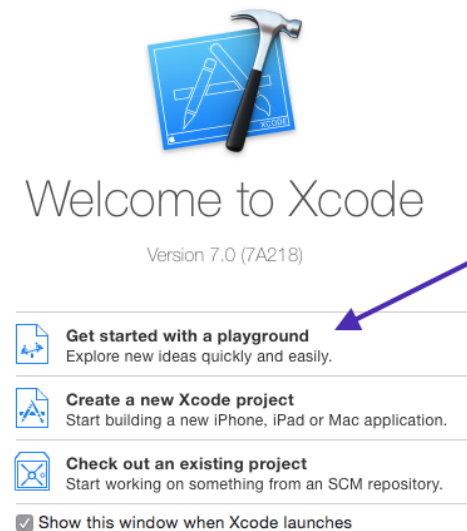 XCODE
Welcome to Xcode
Version 7.0 (7A218)
Get started with a playground
Explore new ideas quickly and easily.
Create a new Xcode project
Start building a new iPhone, iPad or Mac application.
Check out an existing project
Start working on something from an SCM repository.
Show this window when Xcode launches